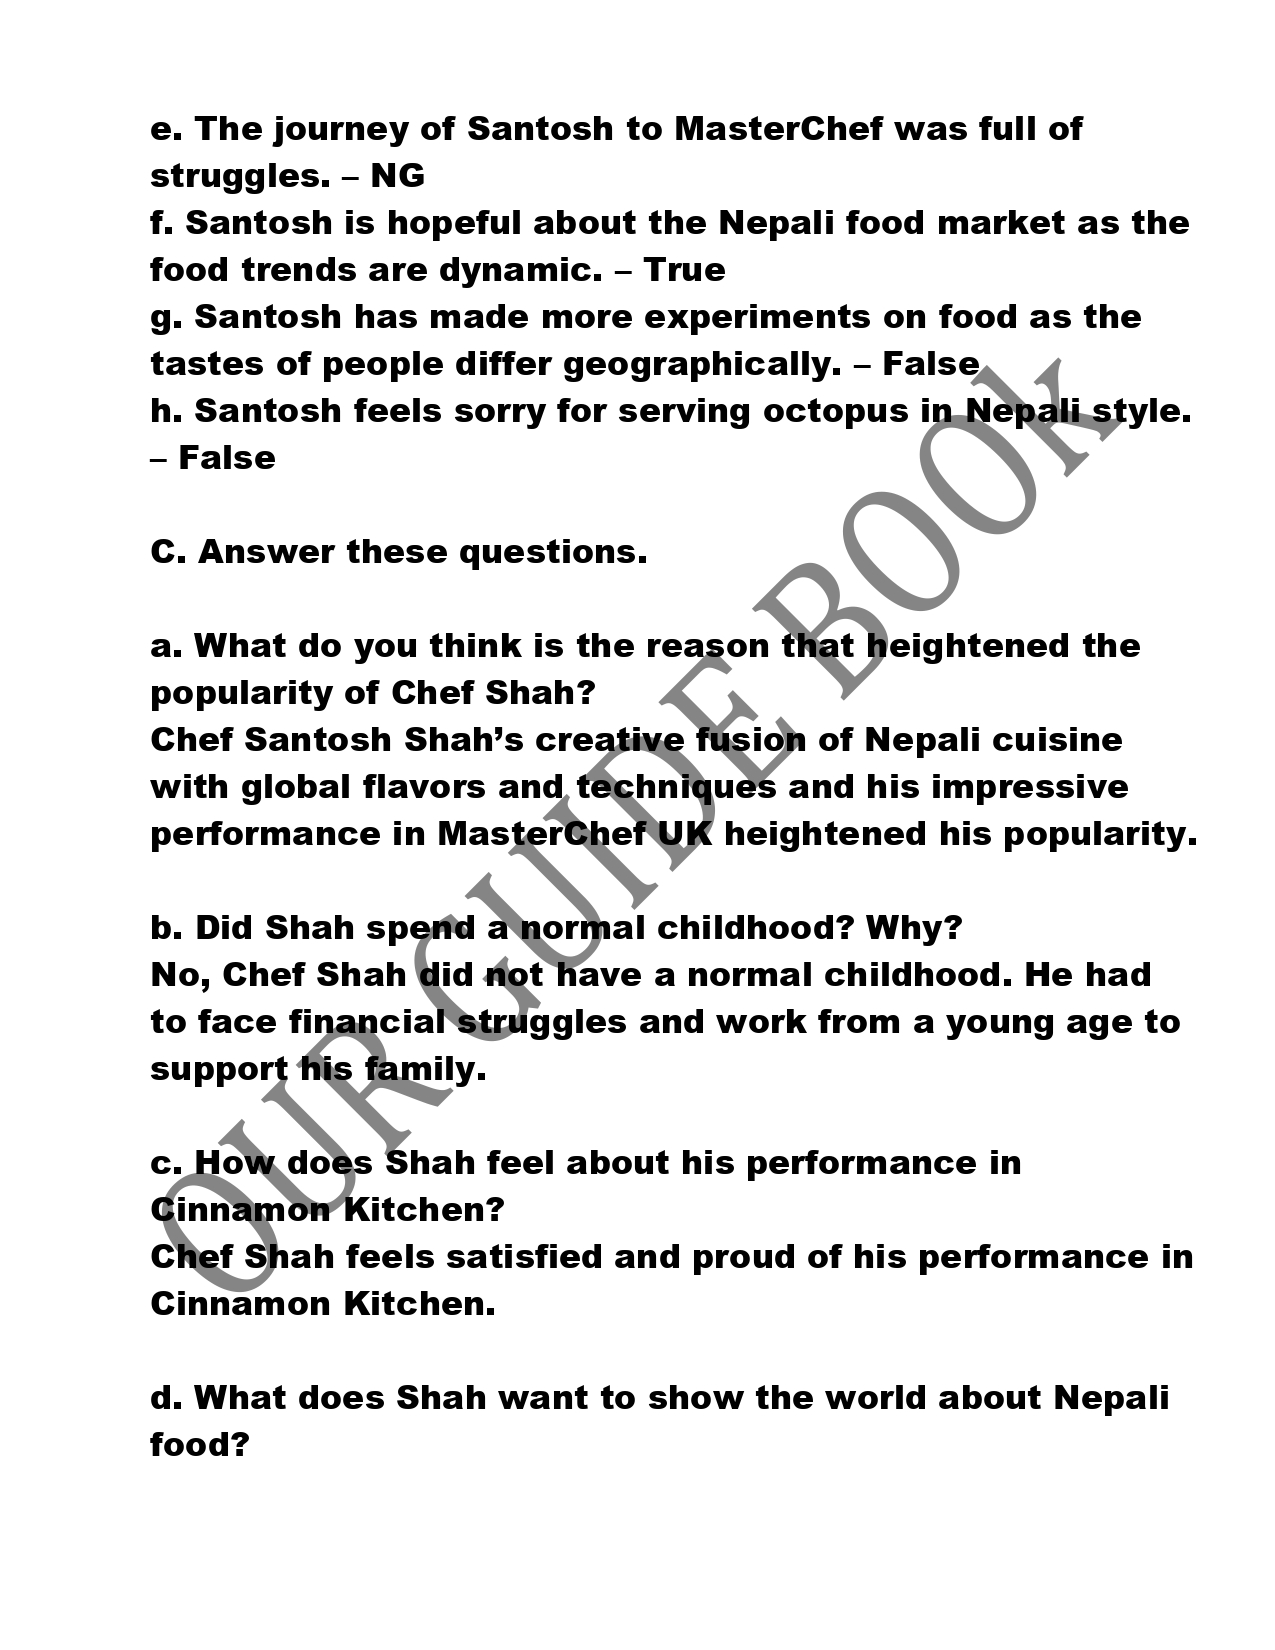 e. The journey of Santosh to MasterChef was full of
struggles. – NG
f. Santosh is hopeful about the Nepali food market as the
food trends are dynamic. – True
g. Santosh has made more experiments on food as the
tastes of people differ geographically. – False
h. Santosh feels sorry for serving octopus in Nepali style.
– False
C. Answer these questions.
a. What do you think is the reason that heightened the
popularity of Chef Shah?
Chef Santosh Shah’s creative fusion of Nepali cuisine
with global flavors and techniques and his impressive
performance in MasterChef UK heightened his popularity.
b. Did Shah spend a normal childhood? Why?
No, Chef Shah did not have a normal childhood. He had
to face financial struggles and work from a young age to
support his family.
c. How does Shah feel about his performance in
Cinnamon Kitchen?
Chef Shah feels satisfied and proud of his performance in
Cinnamon Kitchen.
d. What does Shah want to show the world about Nepali
food?
OUR GUIDE BOOk